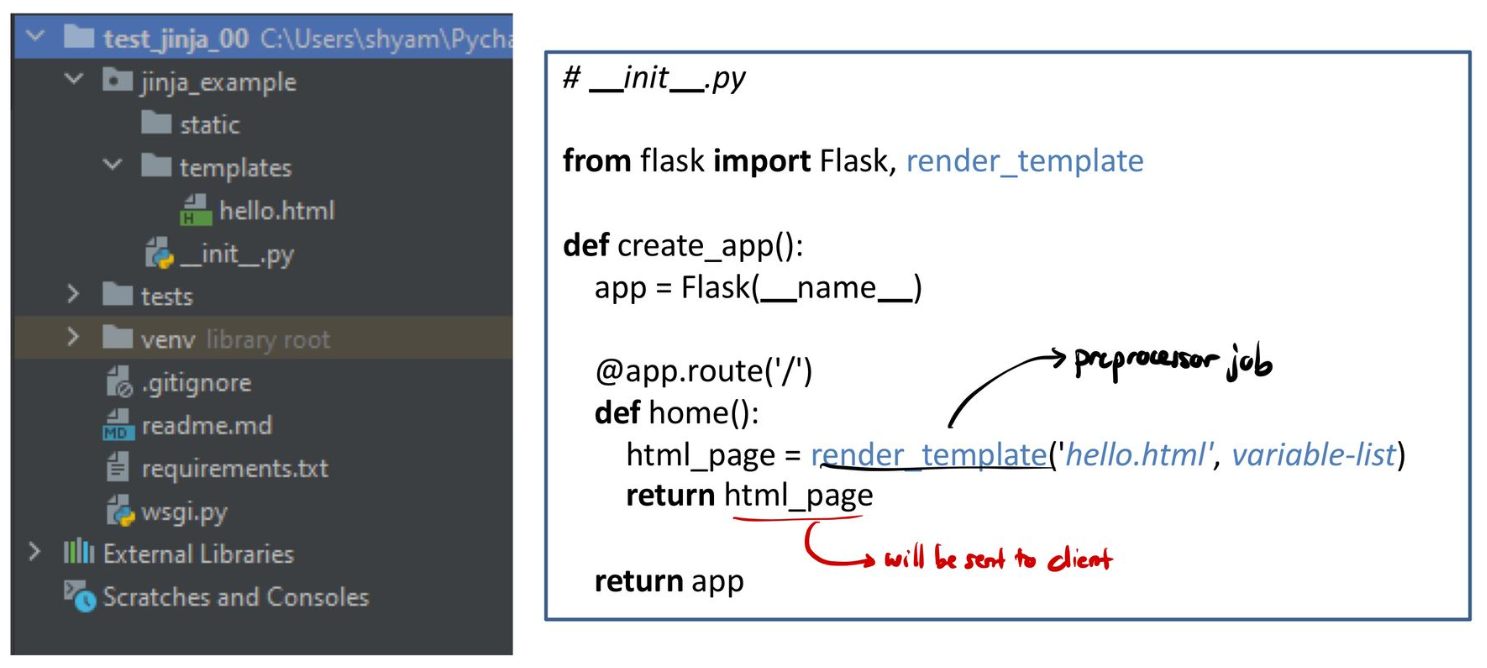 test_jinja_00 C:\Users\shyam\Pycha
jinja_example
static
templates
H hello.html
__init__.py
tests
venv library root
.gitignore
MD readme.md
requirements.txt
wsgi.py
External Libraries
Scratches and Consoles
# __init__.py
from flask import Flask, render_template
def create_app():
app = Flask(__name__)
@app.route('/')
def home():
html_page = render_template('hello.html', variable-list)
return html_page
return app
preprocessor job
will be sent to client